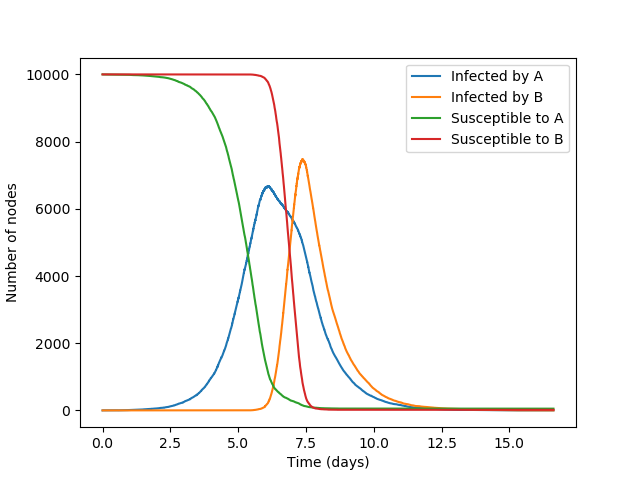 Infected by A
Infected by B
Susceptible to A
Susceptible to B
Number of nodes
10000
8000
6000
4000
2000
0
0.0 2.5 5.0 7.5 10.0 12.5 15.0
Time (days)